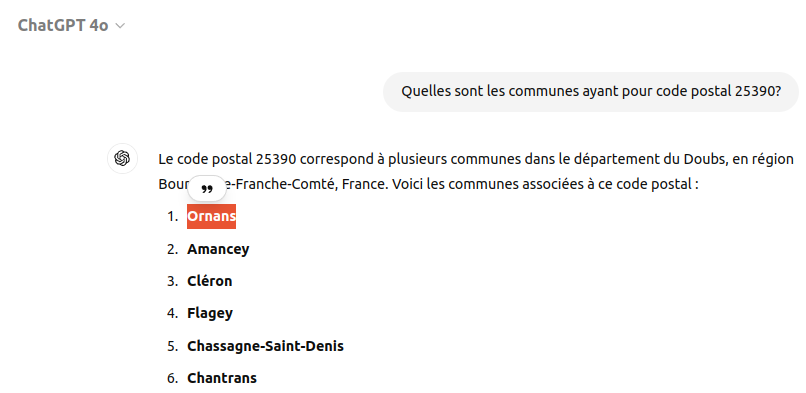 ChatGPT 4o
Quelles sont les communes ayant pour code postal 25390?
Le code postal 25390 correspond à plusieurs communes dans le département du Doubs, en région
Bour e-Franche-Comté, France. Voici les communes associées à ce code postal :
1. Ornans
2. Amancey
3. Cléron
4. Flagey
5. Chassagne-Saint-Denis
6. Chantrans